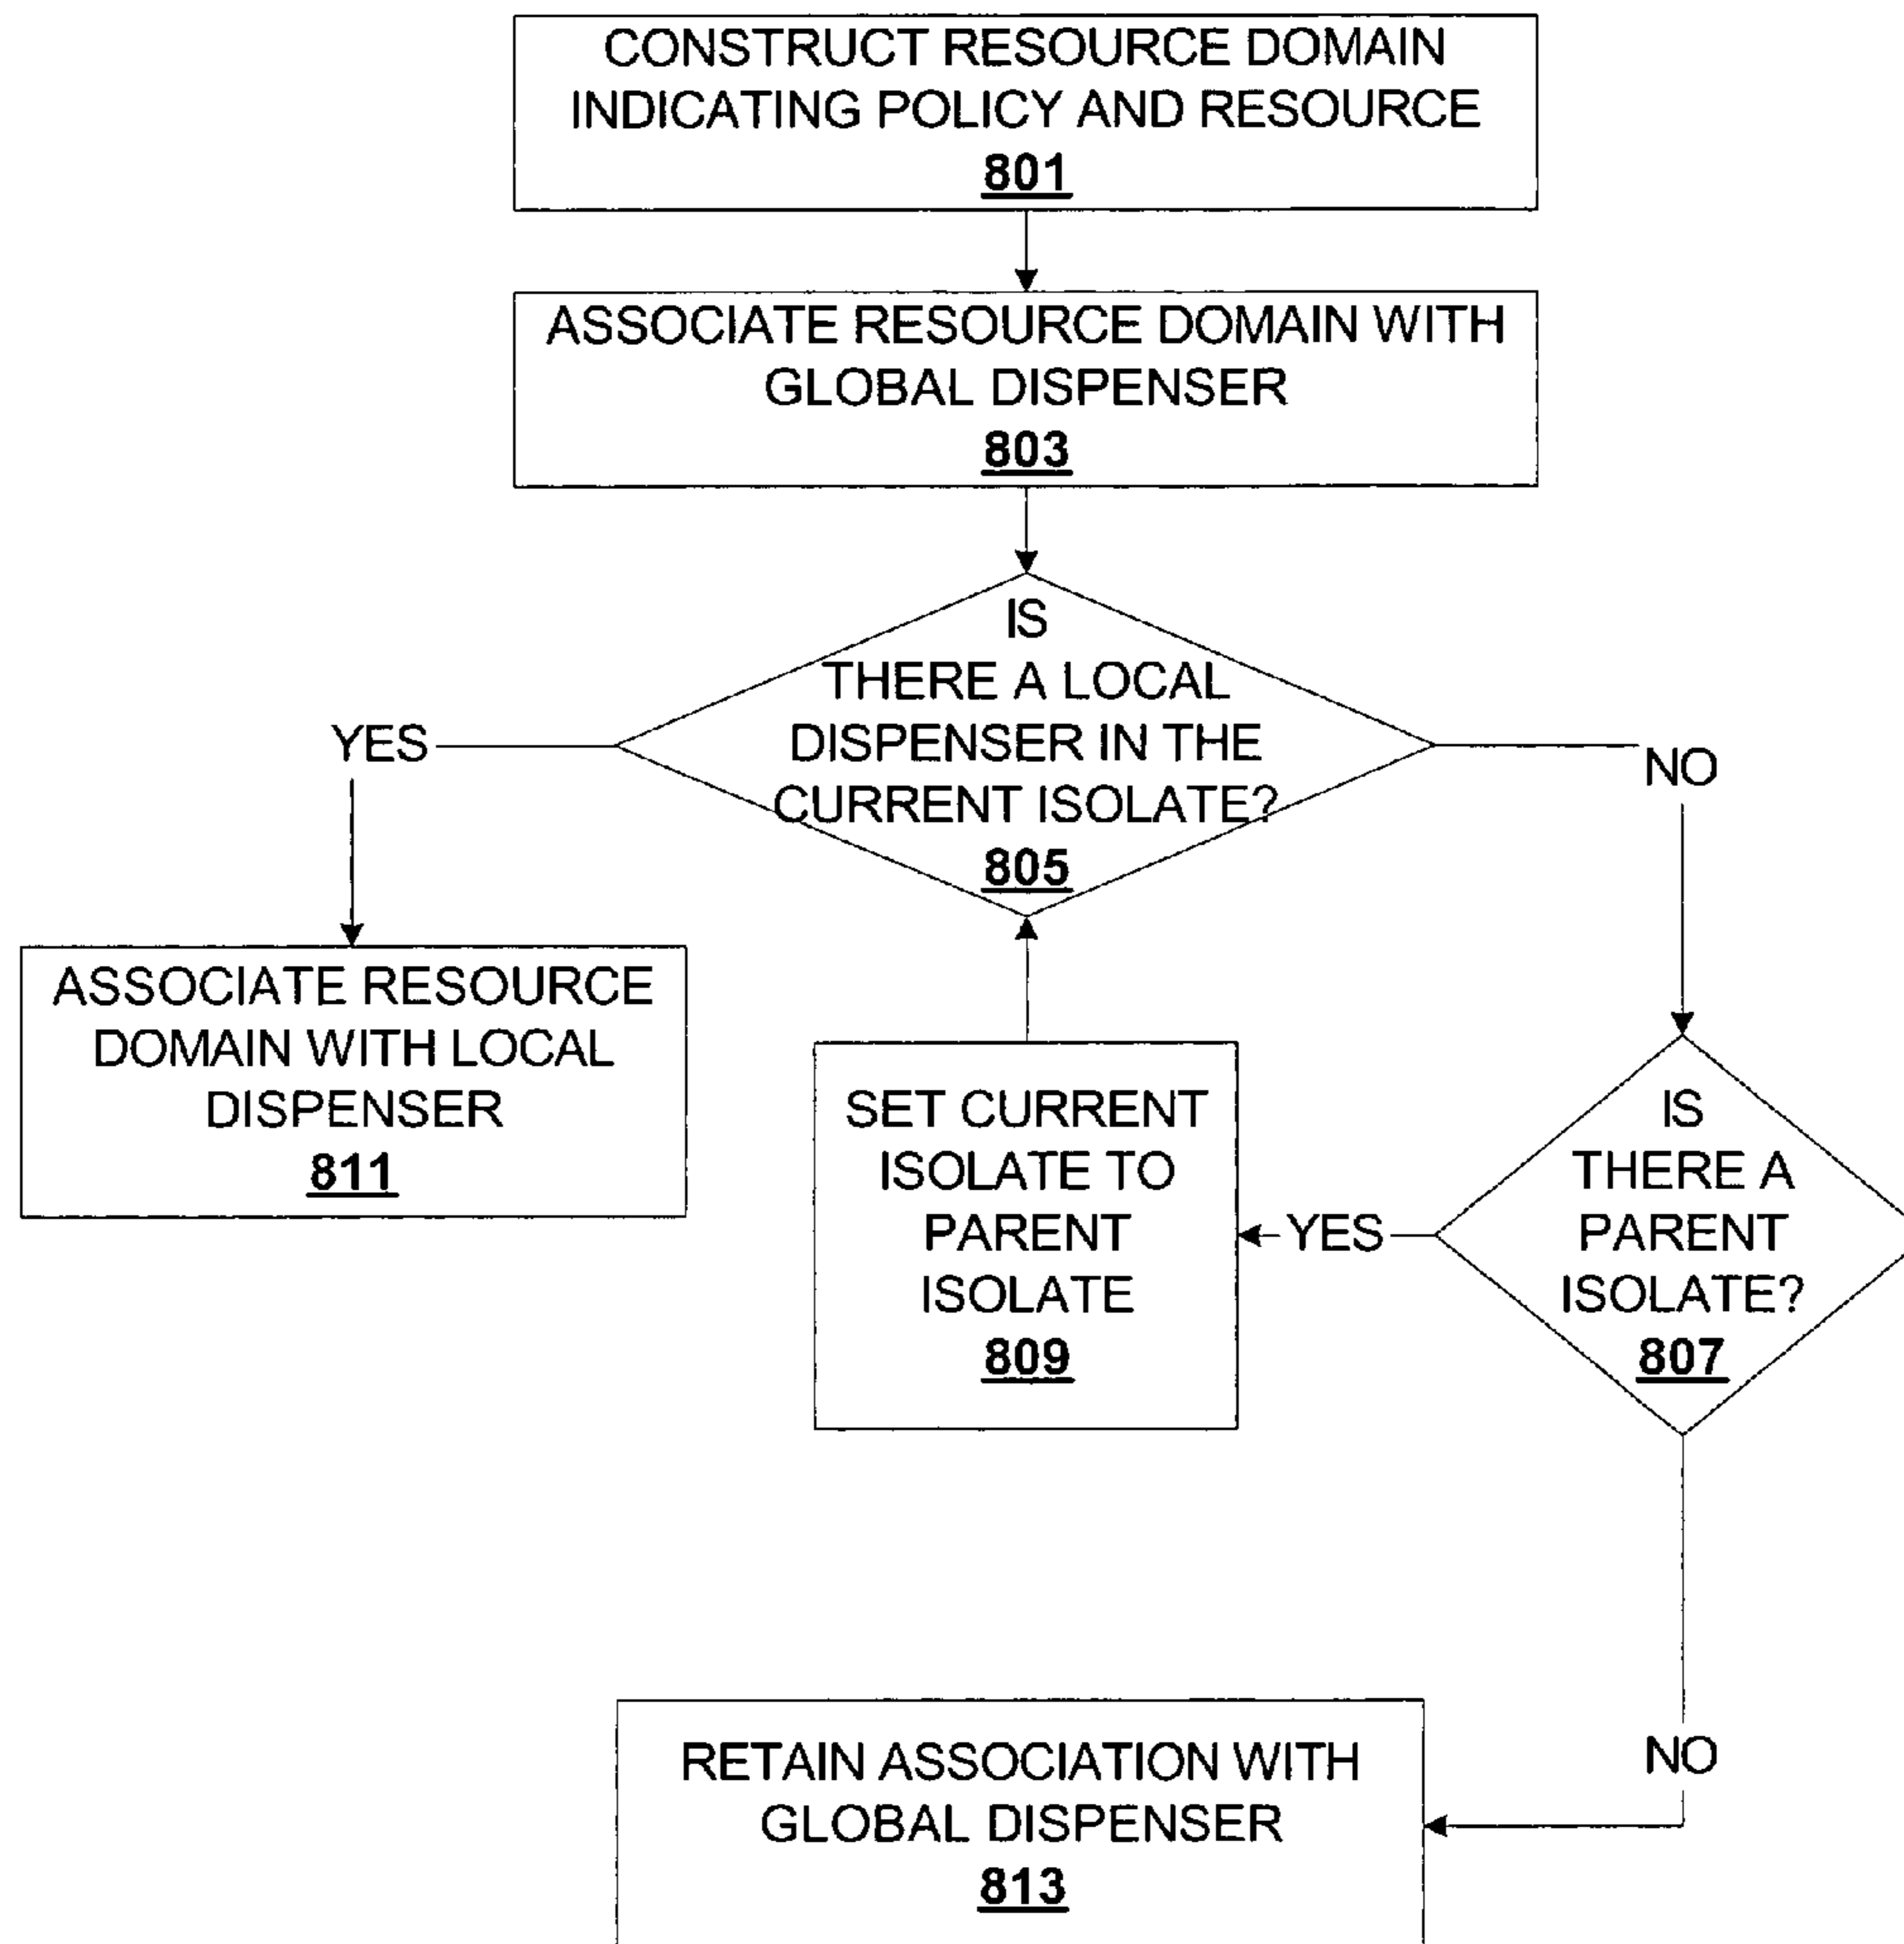 CONSTRUCT RESOURCE DOMAIN
INDICATING POLICY AND RESOURCE
801
ASSOCIATE RESOURCE DOMAIN WITH
GLOBAL DISPENSER
803
IS
THERE A LOCAL
DISPENSER IN THE
CURRENT ISOLATE?
805
YES
NO
ASSOCIATE RESOURCE
DOMAIN WITH LOCAL
DISPENSER
811
SET CURRENT
ISOLATE TO
PARENT
ISOLATE
809
YES
IS
THERE A
PARENT
ISOLATE?
807
NO
RETAIN ASSOCIATION WITH
GLOBAL DISPENSER
813